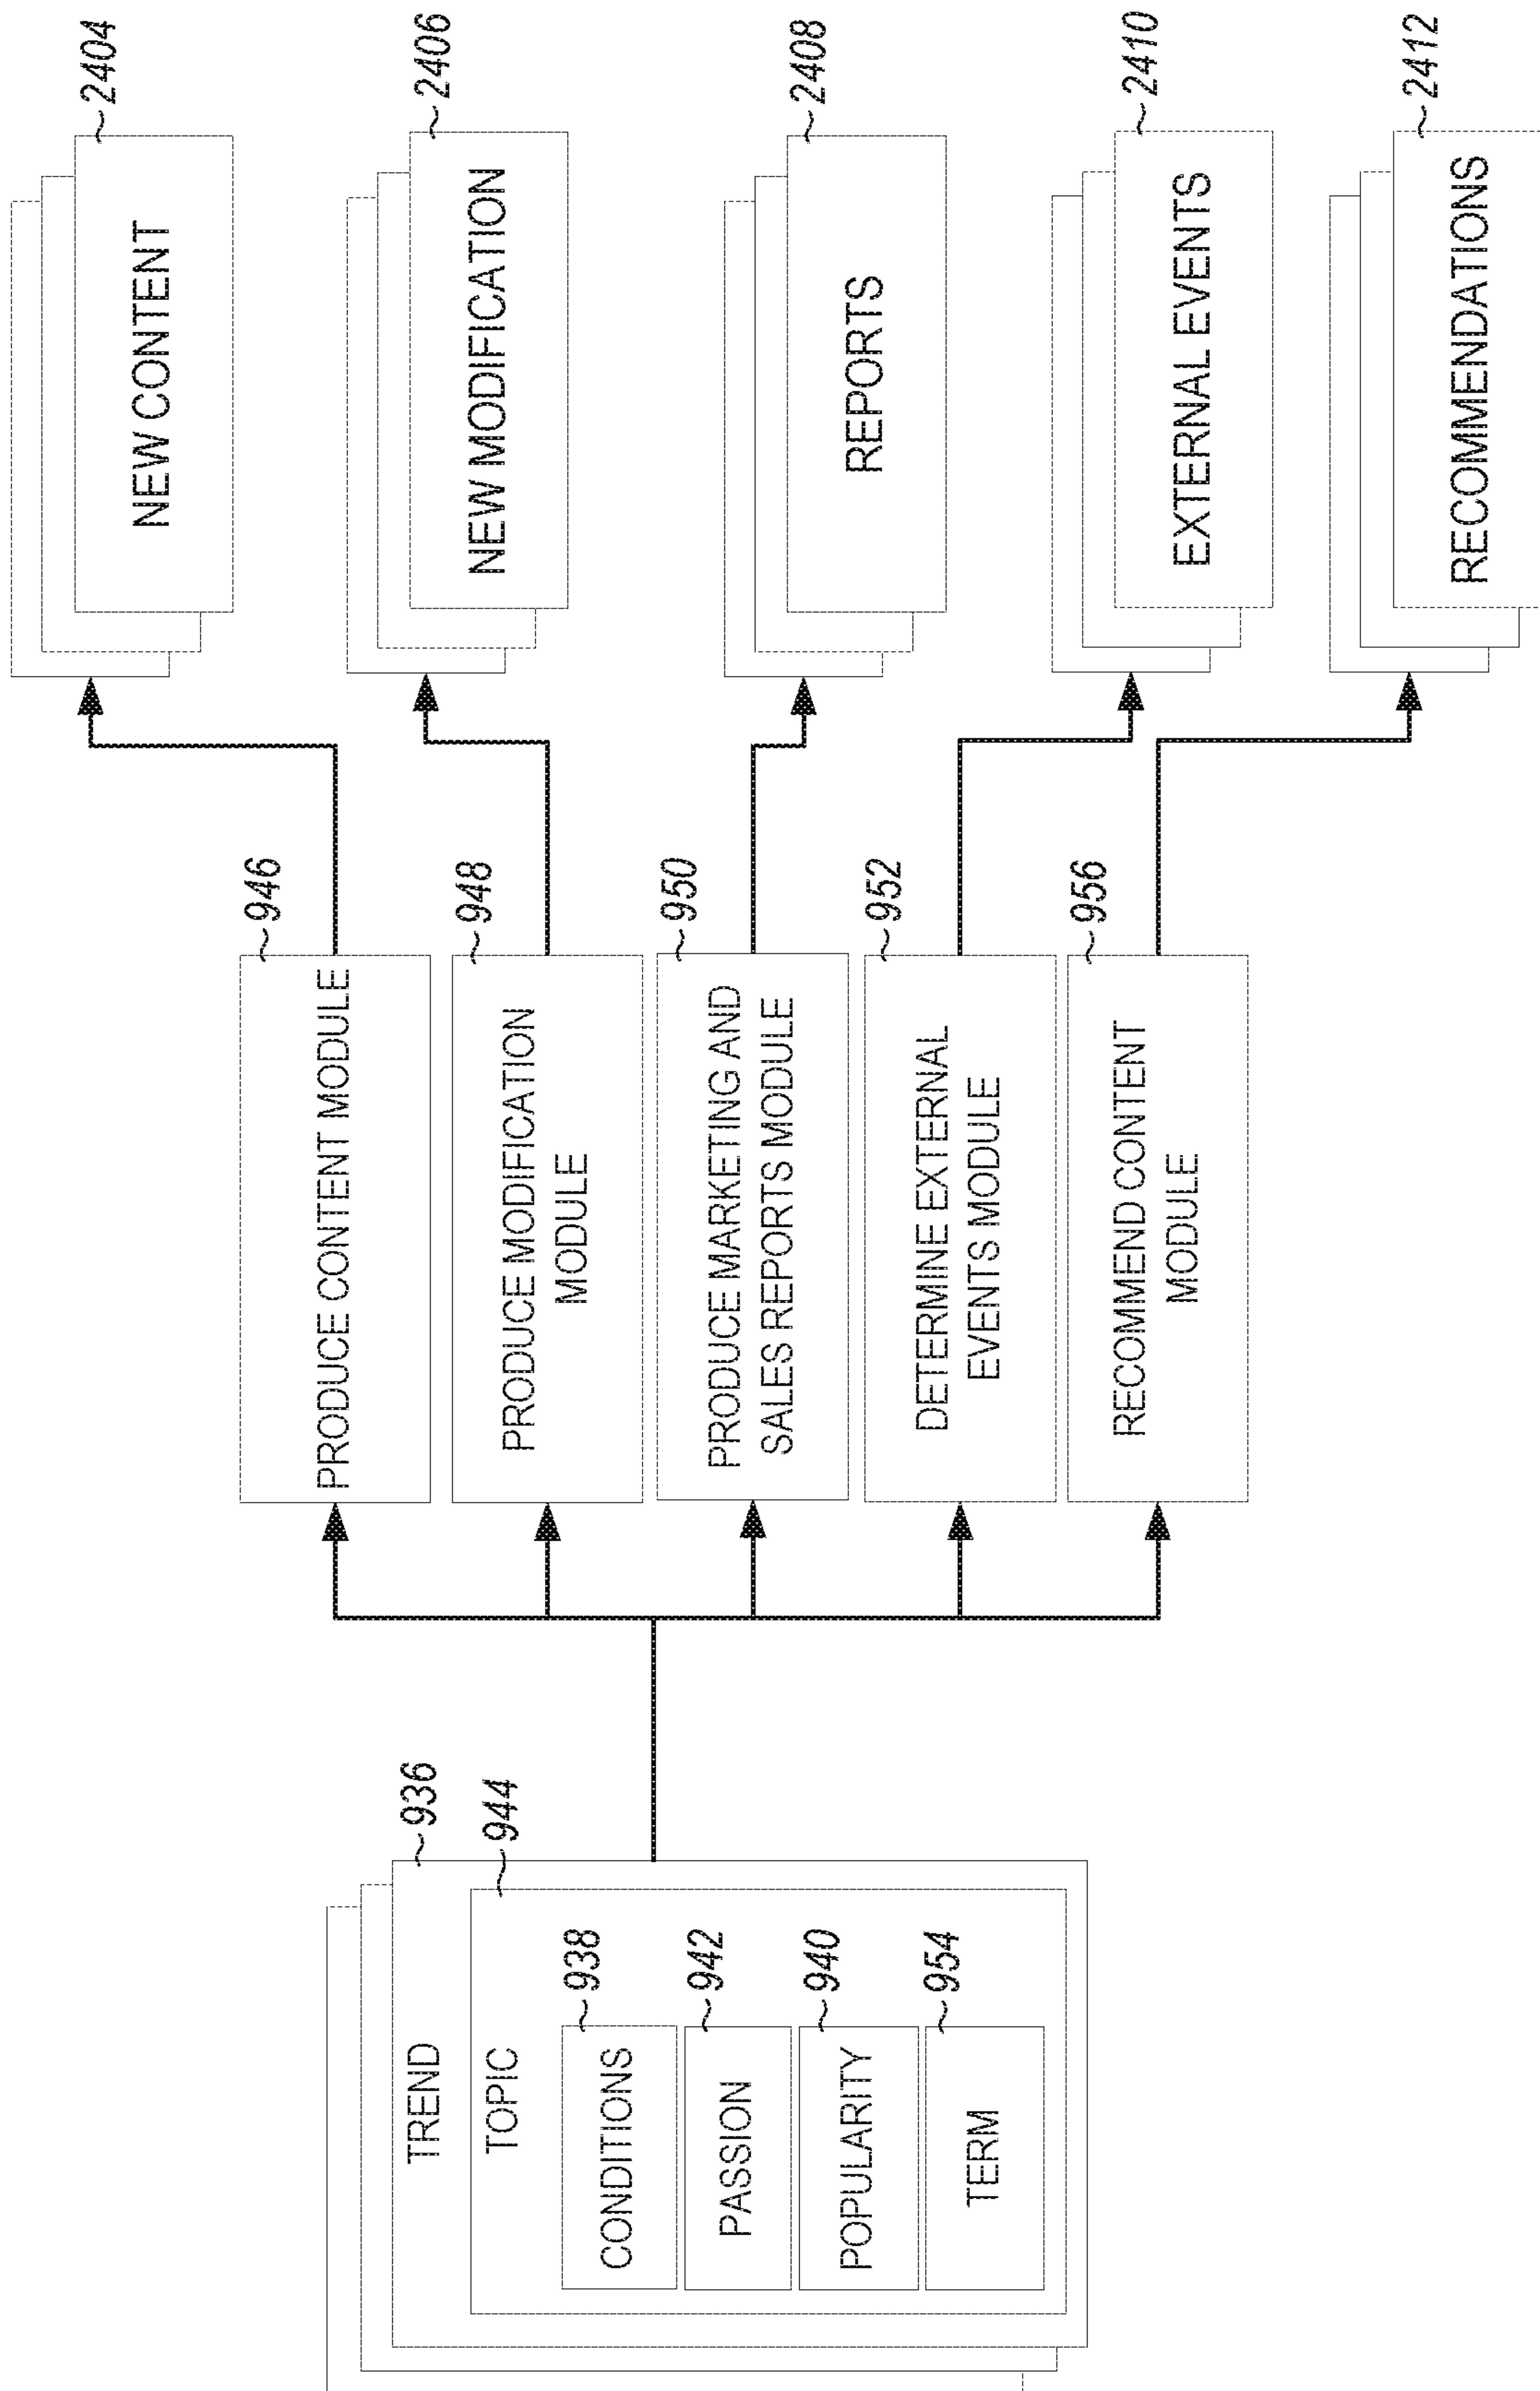 TREND
936
TOPIC
944
CONDITIONS
938
PASSION
942
POPULARITY
940
TERM
954
PRODUCE CONTENT MODULE
946
PRODUCE MODIFICATION
MODULE
948
PRODUCE MARKETING AND
SALES REPORTS MODULE
950
DETERMINE EXTERNAL
EVENTS MODULE
952
RECOMMEND CONTENT
MODULE
956
NEW CONTENT
2404
NEW MODIFICATION
2406
REPORTS
2408
EXTERNAL EVENTS
2410
RECOMMENDATIONS
2412